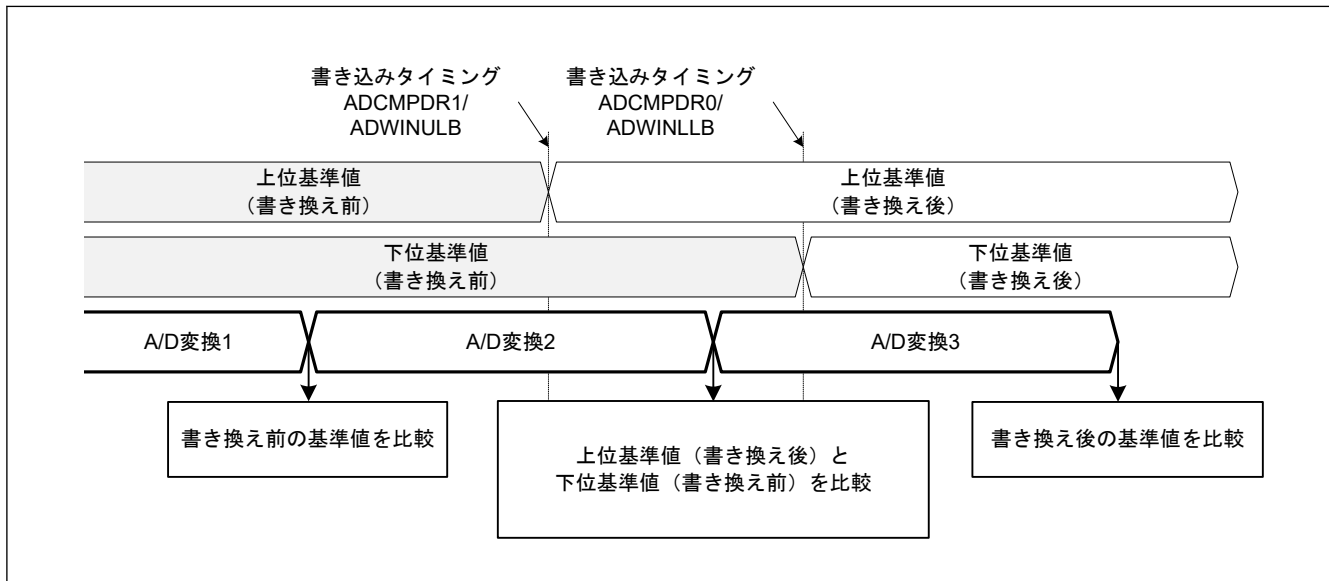 書き込みタイミング
ADCMPDR1/
ADWINULB
書き込みタイミング
ADCMPDR0/
ADWINLLB
上位基準値
（書き換え前）
上位基準値
（書き換え後）
下位基準値
（書き換え前）
下位基準値
（書き換え後）
A/D変換1
A/D変換2
A/D変換3
書き換え前の基準値を比較
上位基準値（書き換え後）と
下位基準値（書き換え前）を比較
書き換え後の基準値を比較